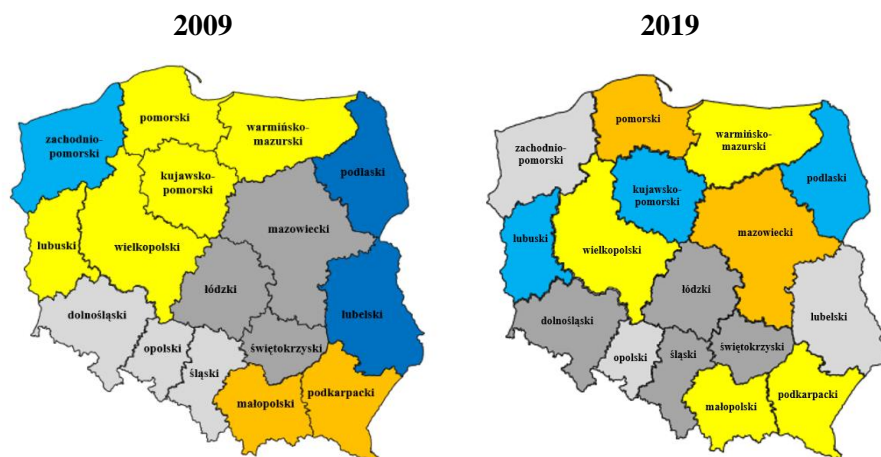 2009
2019
pomorski
warmińsko-
mazurski
zachodnio-
pomorski
podlaski
kujawsko-
pomorski
mazowiecki
lubuski
wielkopolski
łódzki
lubelski
dolnośląski
opolski
śląski
świętokrzyski
małopolski
podkarpacki
pomorski
warmińsko-
mazurski
zachodnio-
pomorski
kujawsko-
pomorski
podlaski
lubuski
wielkopolski
mazowiecki
łódzki
lubelski
dolnośląski
opolski
śląski
świętokrzyski
małopolski
podkarpacki